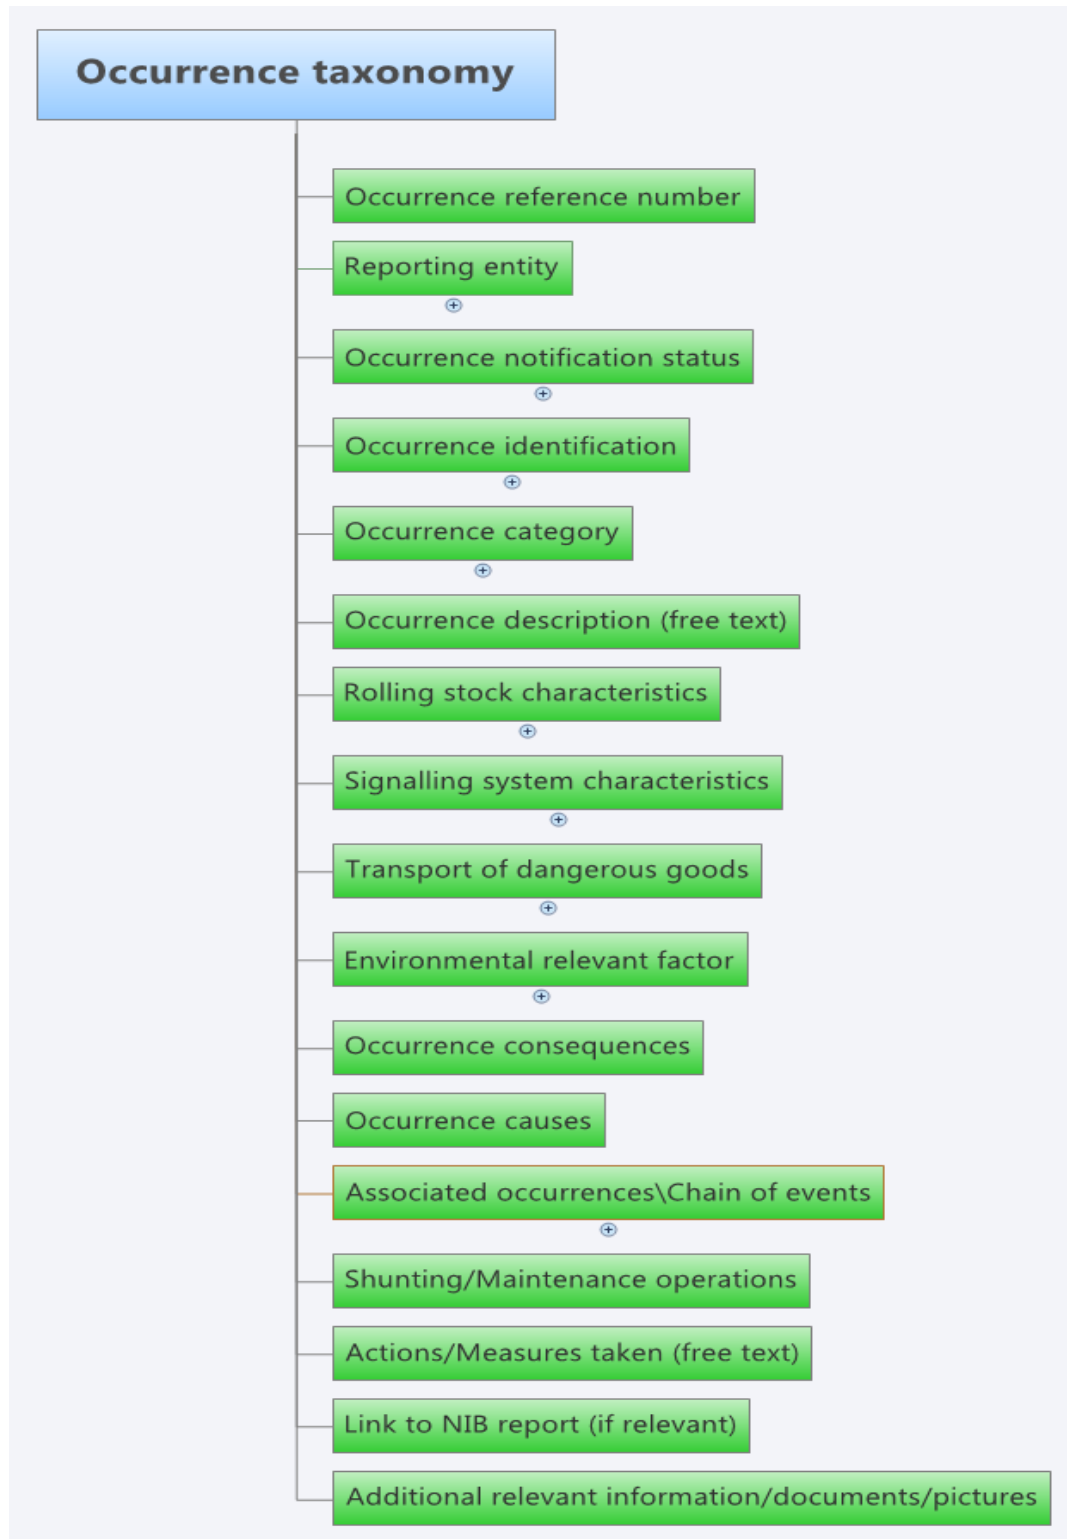 Occurrence taxonomy
Occurrence reference number
Reporting entity
Occurrence notification status
Occurrence identification
Occurrence category
Occurrence description (free text)
Rolling stock characteristics
Signalling system characteristics
Transport of dangerous goods
Environmental relevant factor
Occurrence consequences
Occurrence causes
Associated occurrences\Chain of events
Shunting/Maintenance operations
Actions/Measures taken (free text)
Link to NIB report (if relevant)
Additional relevant information/documents/pictures